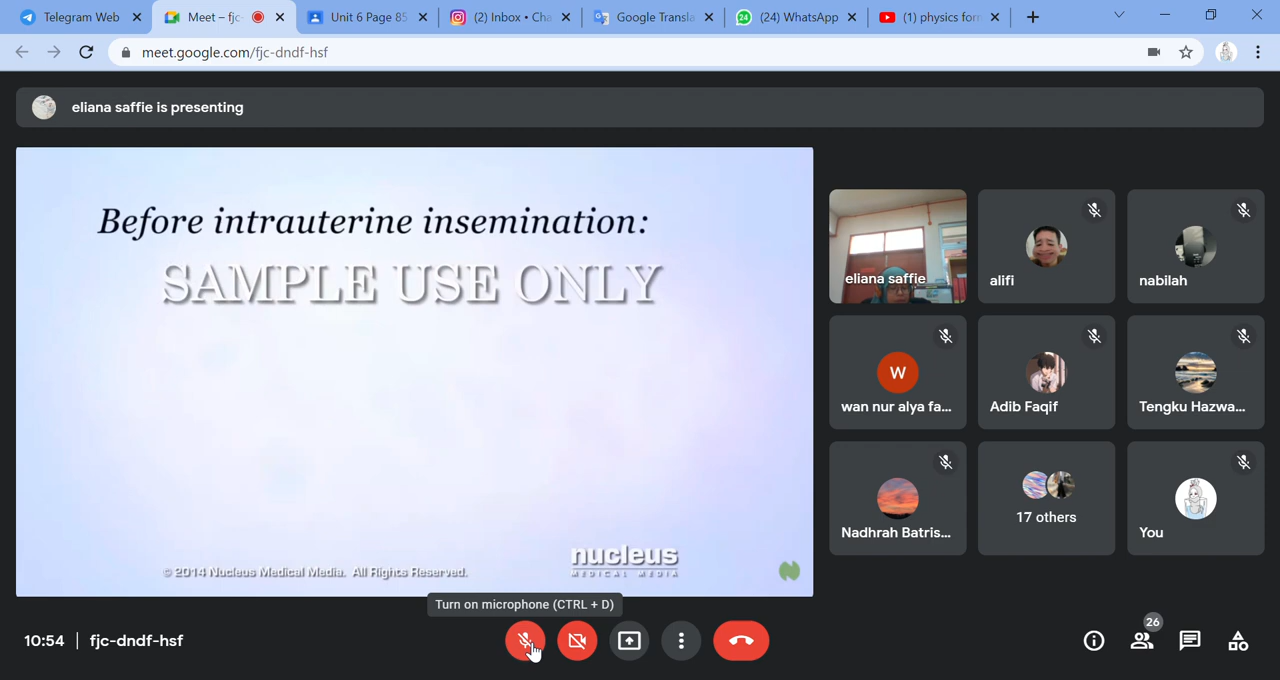 Telegram Web
Meet – fjc-
Unit 6 Page 85
(2) Inbox • Cha
Google Transla
24
(24) WhatsApp
(1) physics for
meet.google.com/fjc-dndf-hsf
eliana saffie is presenting
Before intrauterine insemination:
SAMPLE USE ONLY
© 2014 Nucleus Medical Media. All Rights Reserved.
nucleus
MEDICAL MEDIA
eliana saffie
alifi
nabilah
W
wan nur alya fa...
Adib Faqif
Tengku Hazwa...
Nadhrah Batris...
17 others
You
Turn on microphone (CTRL + D)
10:54 | fjc-dndf-hsf
26